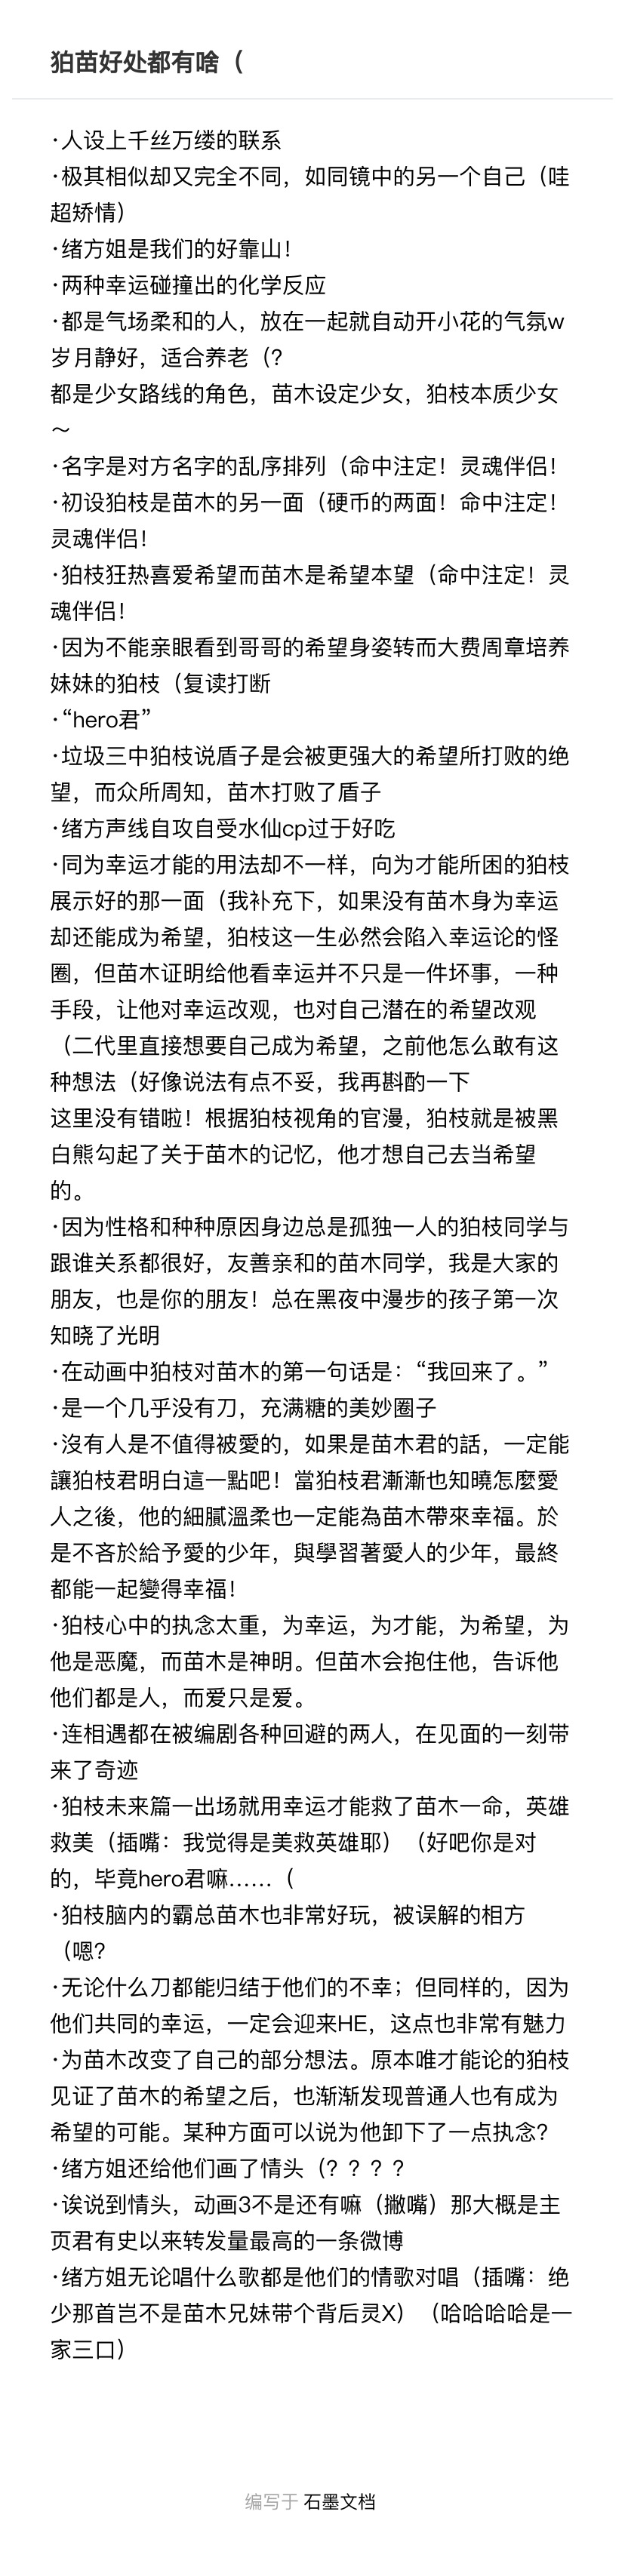 狛苗好处都有啥（
·人设上千丝万缕的联系
·极其相似却又完全不同，如同镜中的另一个自己（哇
超矫情）
·绪方姐是我们的好靠山！
·两种幸运碰撞出的化学反应
·都是气场柔和的人，放在一起就自动开小花的气氛w
岁月静好，适合养老（？
都是少女路线的角色，苗木设定少女，狛枝本质少女
～
·名字是对方名字的乱序排列（命中注定！灵魂伴侣！
·初设狛枝是苗木的另一面（硬币的两面！命中注定！
灵魂伴侣！
·狛枝狂热喜爱希望而苗木是希望本望（命中注定！灵
魂伴侣！
·因为不能亲眼看到哥哥的希望身姿转而大费周章培养
妹妹的狛枝（复读打断
·“hero君”
·垃圾三中狛枝说盾子是会被更强大的希望所打败的绝
望，而众所周知，苗木打败了盾子
·绪方声线自攻自受水仙cp过于好吃
·同为幸运才能的用法却不一样，向为才能所困的狛枝
展示好的那一面（我补充下，如果没有苗木身为幸运
却还能成为希望，狛枝这一生必然会陷入幸运论的怪
圈，但苗木证明给他看幸运并不只是一件坏事，一种
手段，让他对幸运改观，也对自己潜在的希望改观
（二代里直接想要自己成为希望，之前他怎么敢有这
种想法（好像说法有点不妥，我再斟酌一下
这里没有错啦！根据狛枝视角的官漫，狛枝就是被黑
白熊勾起了关于苗木的记忆，他才想自己去当希望
的。
·因为性格和种种原因身边总是孤独一人的狛枝同学与
跟谁关系都很好，友善亲和的苗木同学，我是大家的
朋友，也是你的朋友！总在黑夜中漫步的孩子第一次
知晓了光明
·在动画中狛枝对苗木的第一句话是：“我回来了。”
·是一个几乎没有刀，充满糖的美妙圈子
·沒有人是不值得被愛的，如果是苗木君的話，一定能
讓狛枝君明白這一點吧！當狛枝君漸漸也知曉怎麼愛
人之後，他的細膩溫柔也一定能為苗木帶來幸福。於
是不吝於給予愛的少年，與學習著愛人的少年，最終
都能一起變得幸福！
·狛枝心中的执念太重，为幸运，为才能，为希望，为
他是恶魔，而苗木是神明。但苗木会抱住他，告诉他
他们都是人，而爱只是爱。
·连相遇都在被编剧各种回避的两人，在见面的一刻带
来了奇迹
·狛枝未来篇一出场就用幸运才能救了苗木一命，英雄
救美（插嘴：我觉得是美救英雄耶）（好吧你是对
的，毕竟hero君嘛……（
·狛枝脑内的霸总苗木也非常好玩，被误解的相方
（嗯？
·无论什么刀都能归结于他们的不幸；但同样的，因为
他们共同的幸运，一定会迎来HE，这点也非常有魅力
·为苗木改变了自己的部分想法。原本唯才能论的狛枝
见证了苗木的希望之后，也渐渐发现普通人也有成为
希望的可能。某种方面可以说为他卸下了一点执念？
·绪方姐还给他们画了情头（？？？？
·诶说到情头，动画3不是还有嘛（撇嘴）那大概是主
页君有史以来转发量最高的一条微博
·绪方姐无论唱什么歌都是他们的情歌对唱（插嘴：绝
少那首岂不是苗木兄妹带个背后灵X）（哈哈哈哈是一
家三口）
编写于 石墨文档